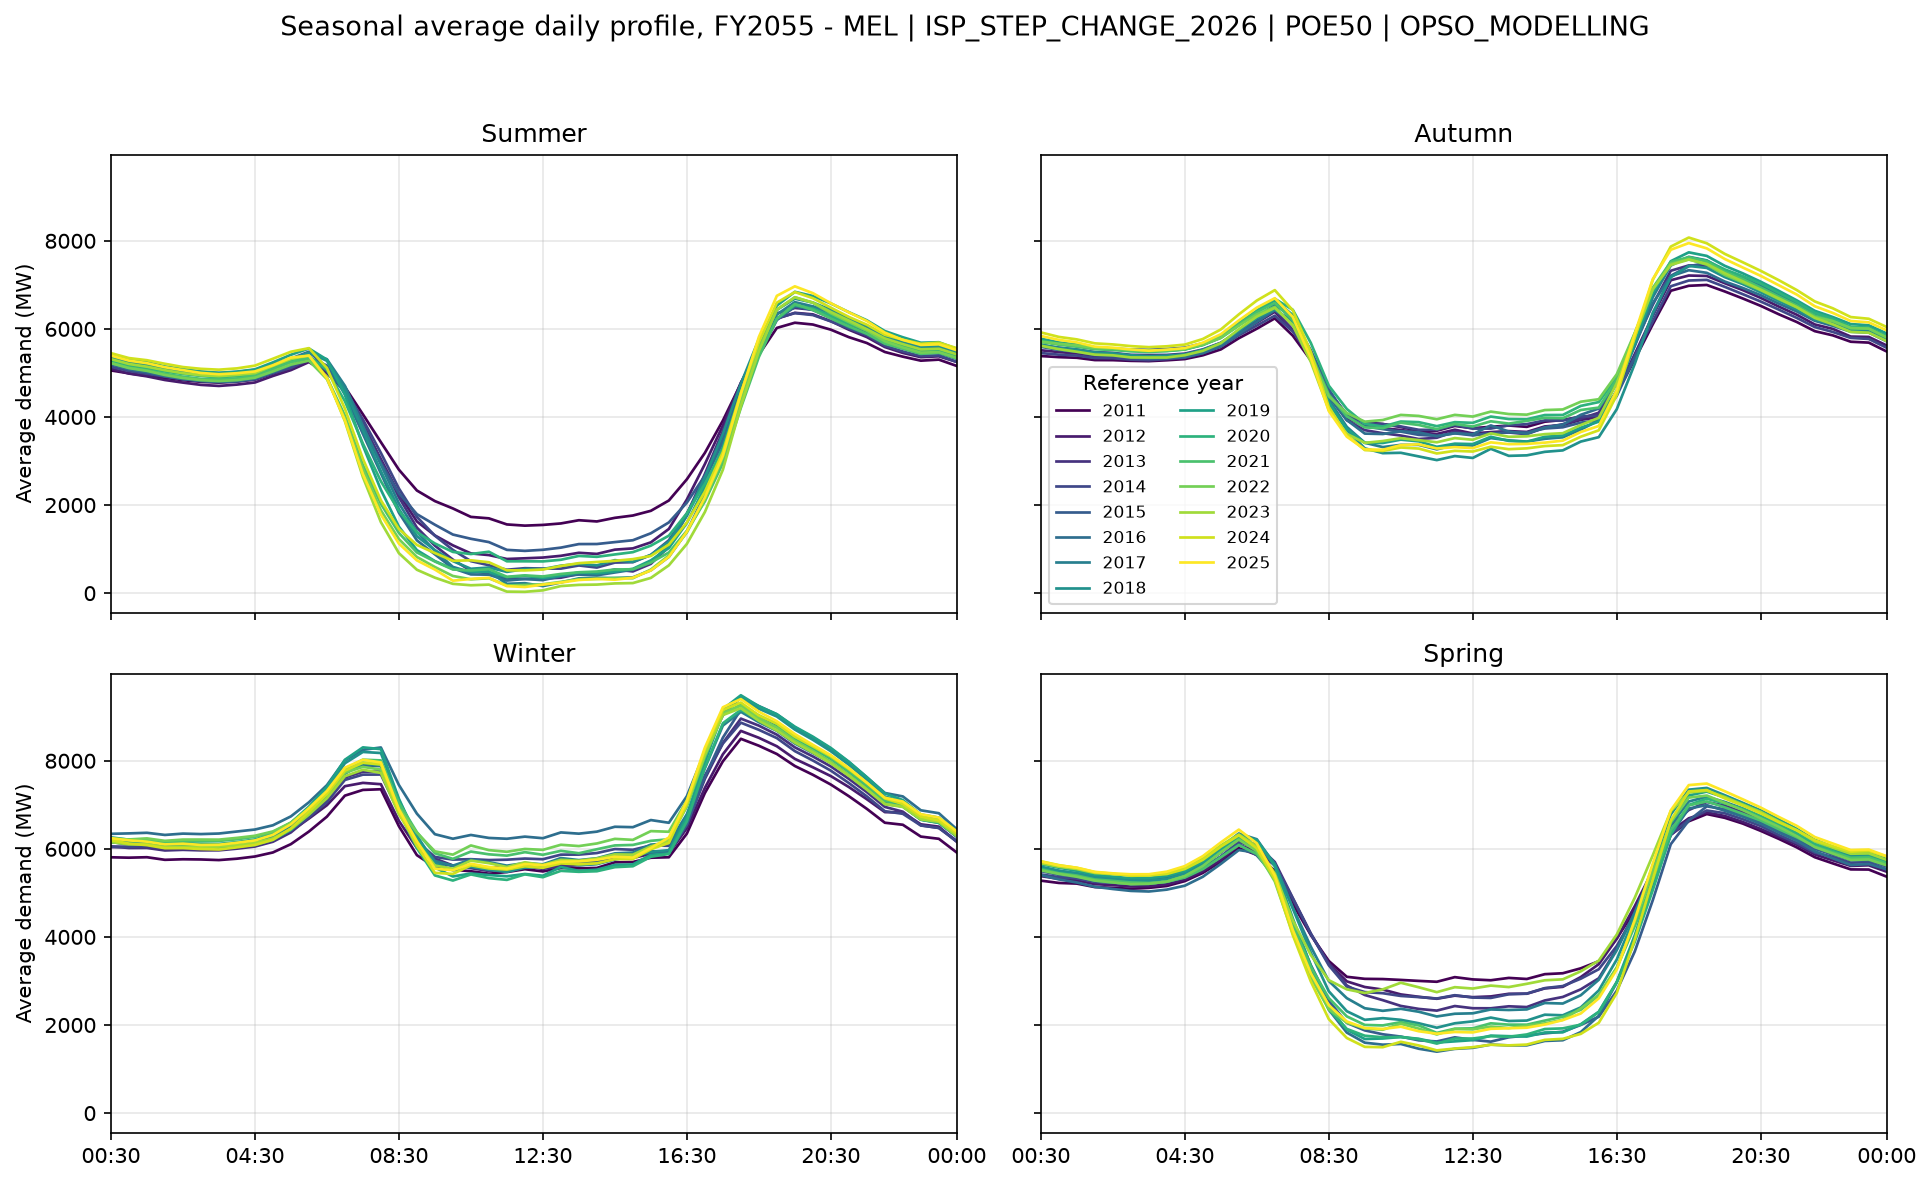 Seasonal average daily profile, FY2055 - MEL | ISP_STEP_CHANGE_2026 | POE50 | OPSO_MODELLING
Summer
Autumn
Average demand (MW)
8000
6000
4000
2000
0
Reference year
2011
2012
2013
2014
2015
2016
2017
2018
2019
2020
2021
2022
2023
2024
2025
Winter
Spring
Average demand (MW)
8000
6000
4000
2000
0
00:30 04:30 08:30 12:30 16:30 20:30 00:00
00:30 04:30 08:30 12:30 16:30 20:30 00:00